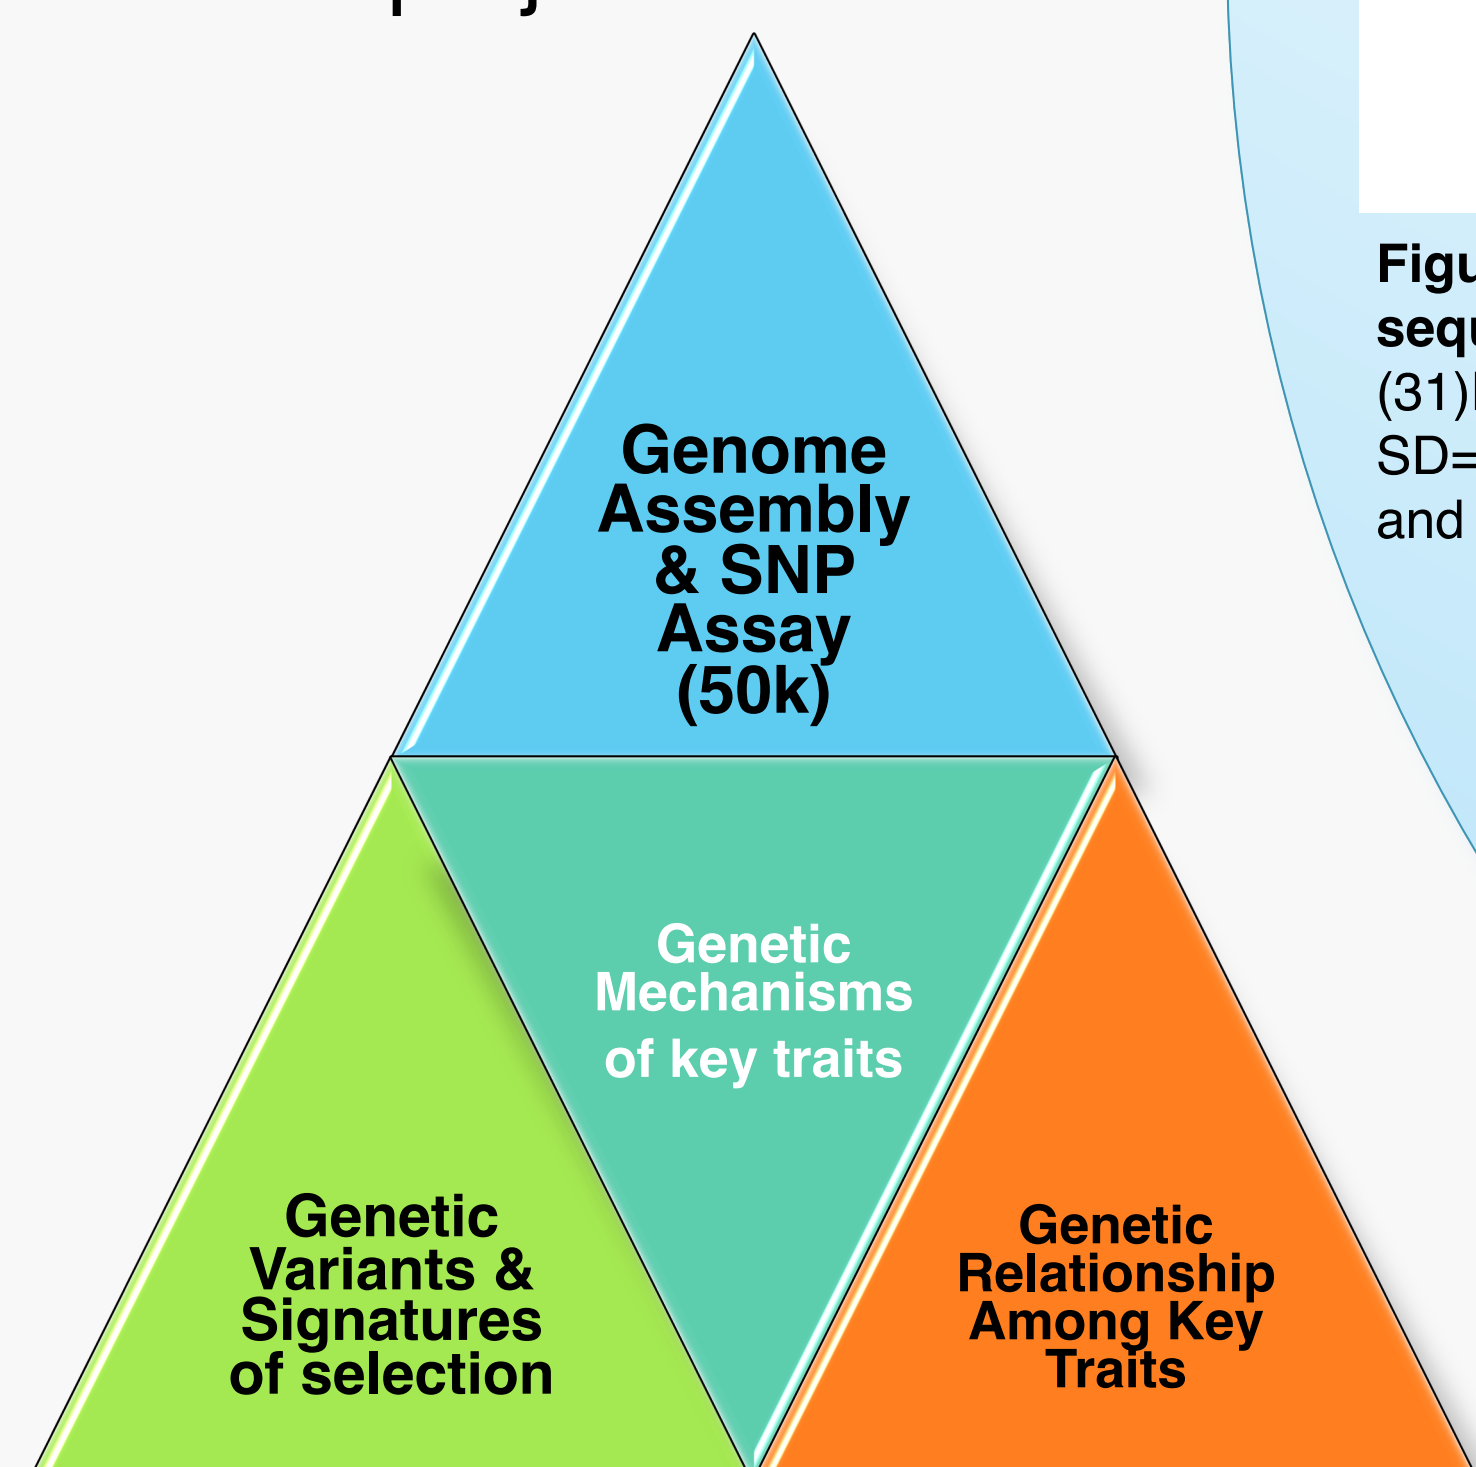 Genome
Assembly
& SNP
Assay
(50k)
Genetic
Mechanisms
of key traits
Genetic
Variants &
Signatures
of selection
Genetic
Relationship
Among Key
Traits
(31)
SD=
and